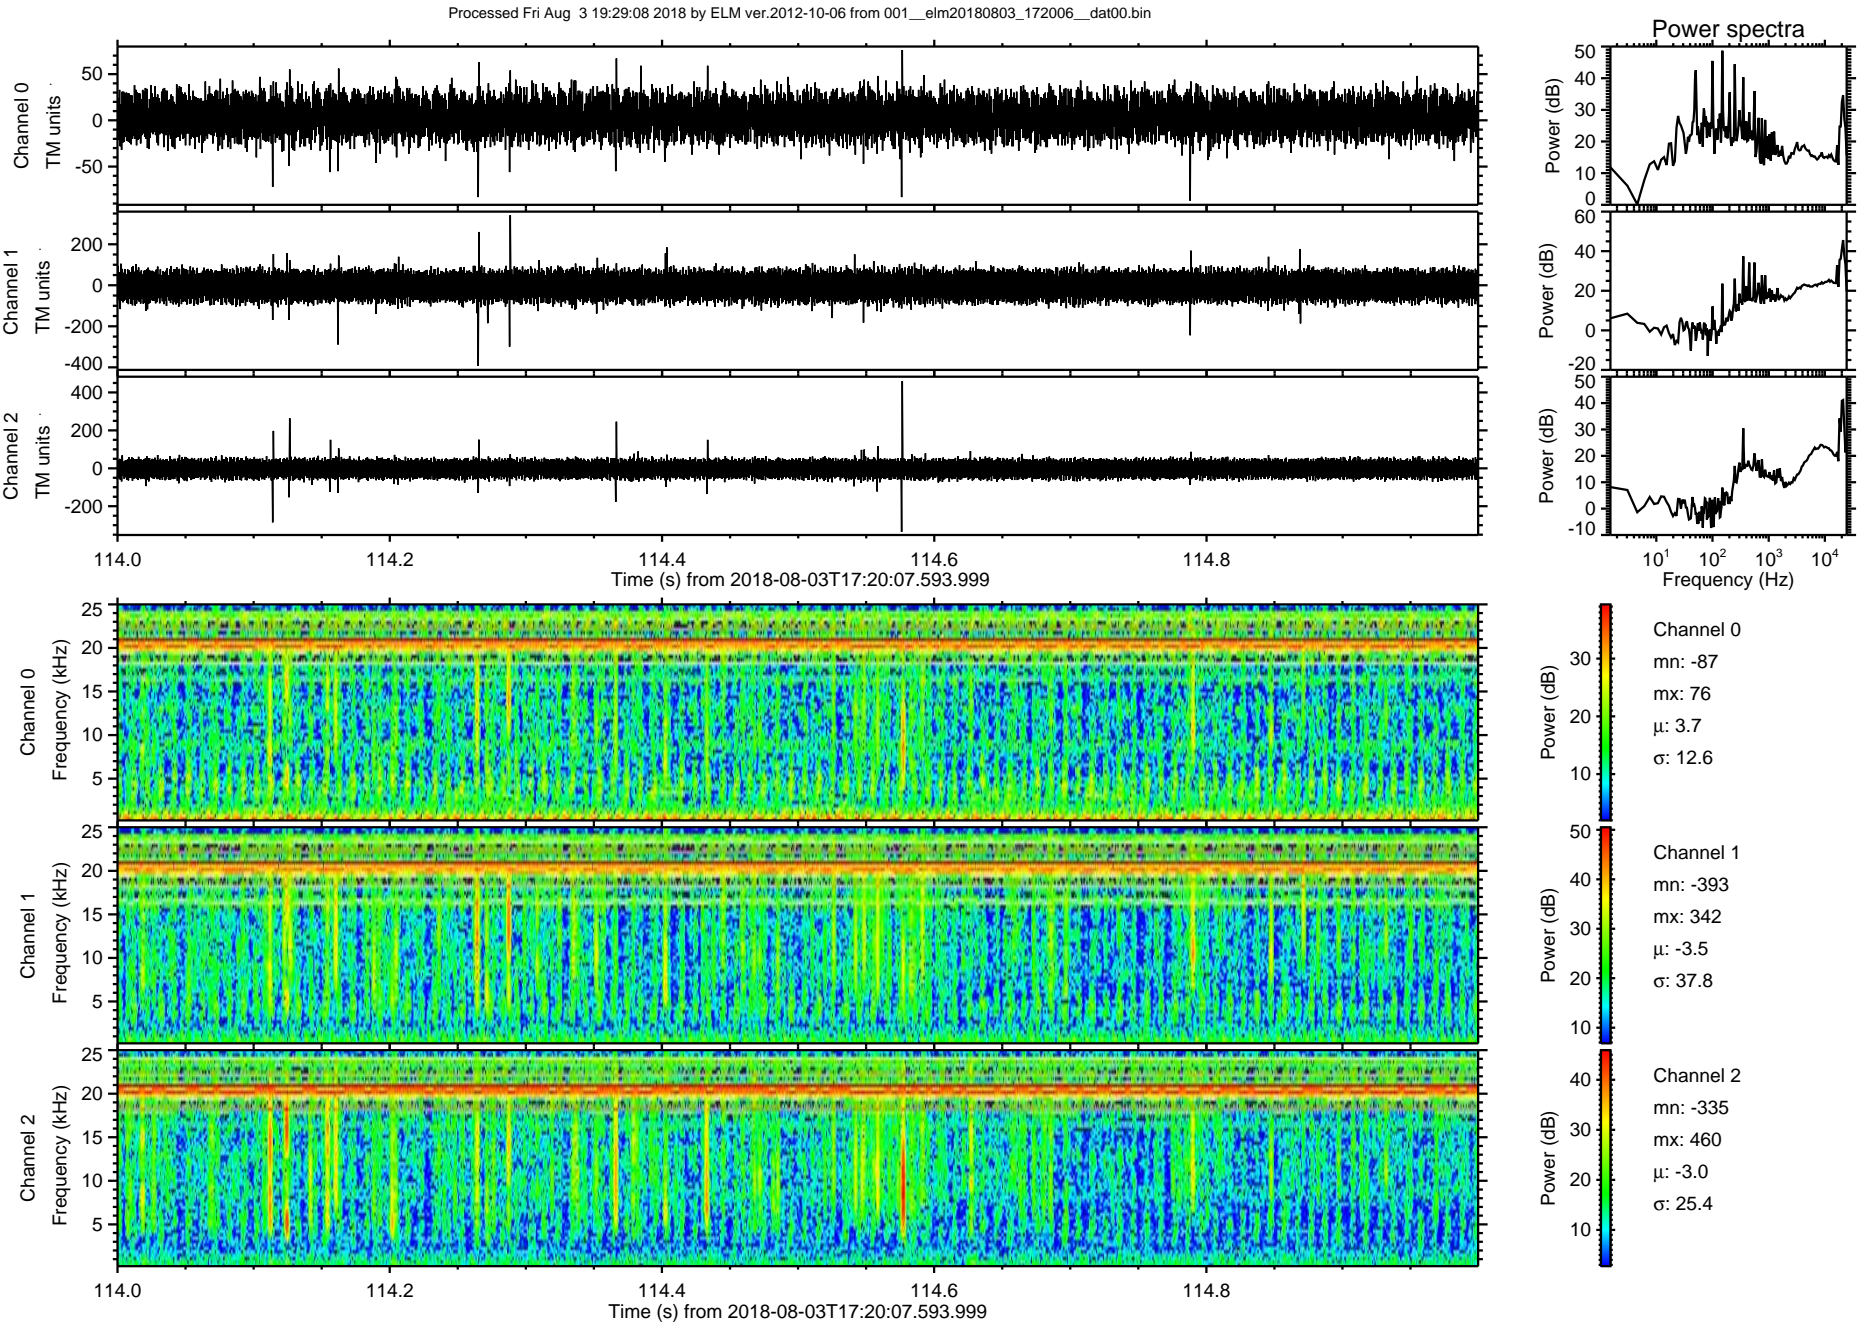 Processed Fri Aug  3 19:29:08 2018 by ELM ver.2012-10-06 from 001__elm20180803_172006__dat00.bin
Power spectra
Channel 0
TM units
50
0
-50
Power (dB)
50
40
30
20
10
0
Channel 1
TM units
200
0
-200
-400
Power (dB)
60
40
20
0
-20
Channel 2
TM units
400
200
0
-200
Power (dB)
50
40
30
20
10
0
-10
114.0 114.2 114.4 114.6 114.8
Time (s) from 2018-08-03T17:20:07.593.999
10^1 10^2 10^3 10^4
Frequency (Hz)
Channel 0
Frequency (kHz)
25
20
15
10
5
Power (dB)
30
20
10
Channel 0
mn: -87
mx: 76
μ: 3.7
σ: 12.6
Channel 1
Frequency (kHz)
25
20
15
10
5
Power (dB)
50
40
30
20
10
Channel 1
mn: -393
mx: 342
μ: -3.5
σ: 37.8
Channel 2
Frequency (kHz)
25
20
15
10
5
Power (dB)
40
30
20
10
Channel 2
mn: -335
mx: 460
μ: -3.0
σ: 25.4
114.0 114.2 114.4 114.6 114.8
Time (s) from 2018-08-03T17:20:07.593.999